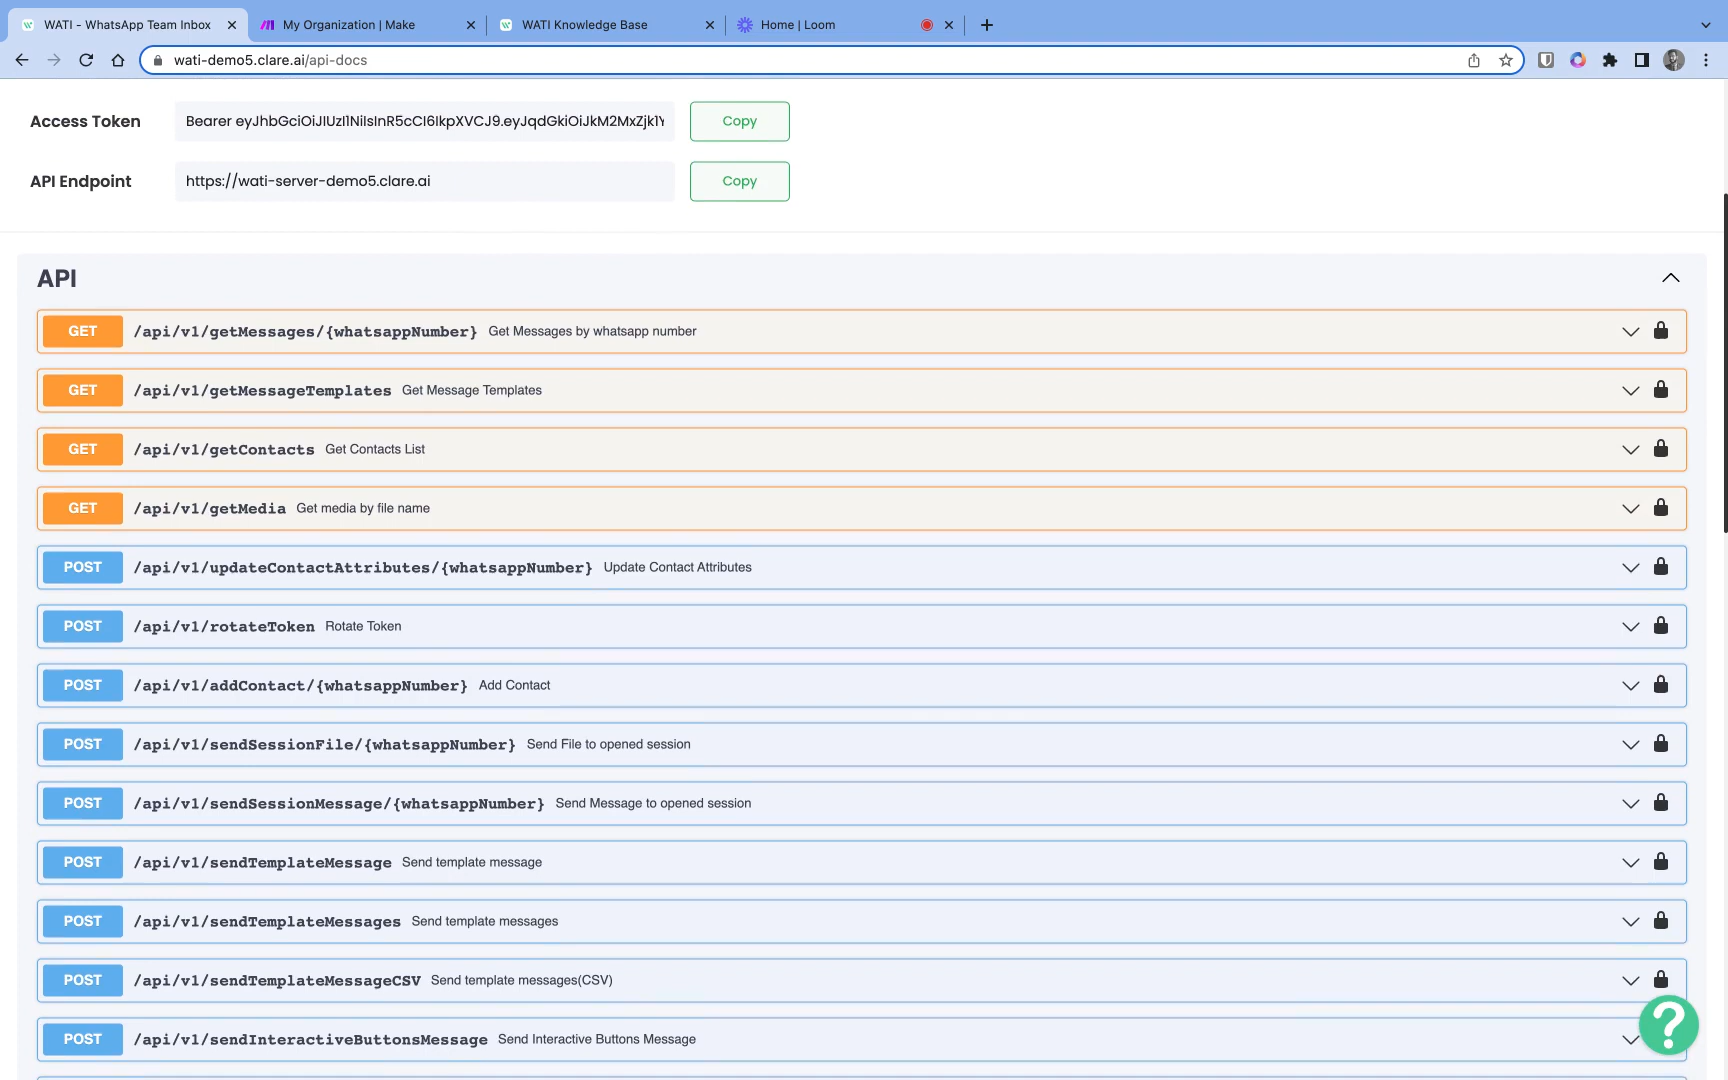 WATI - WhatsApp Team Inbox
My Organization | Make
WATI Knowledge Base
Home | Loom
wati-demo5.clare.ai/api-docs
Access Token
Bearer eyJhbGciOiJIUzI1NiIsInR5cCI6IkpXVCJ9.eyJqdGkiOiJkM2MxZjk1Y
Copy
API Endpoint
https://wati-server-demo5.clare.ai
Copy
API
GET /api/v1/getMessages/{whatsappNumber} Get Messages by whatsapp number
GET /api/v1/getMessageTemplates Get Message Templates
GET /api/v1/getContacts Get Contacts List
GET /api/v1/getMedia Get media by file name
POST /api/v1/updateContactAttributes/{whatsappNumber} Update Contact Attributes
POST /api/v1/rotateToken Rotate Token
POST /api/v1/addContact/{whatsappNumber} Add Contact
POST /api/v1/sendSessionFile/{whatsappNumber} Send File to opened session
POST /api/v1/sendSessionMessage/{whatsappNumber} Send Message to opened session
POST /api/v1/sendTemplateMessage Send template message
POST /api/v1/sendTemplateMessages Send template messages
POST /api/v1/sendTemplateMessageCSV Send template messages(CSV)
POST /api/v1/sendInteractiveButtonsMessage Send Interactive Buttons Message
?